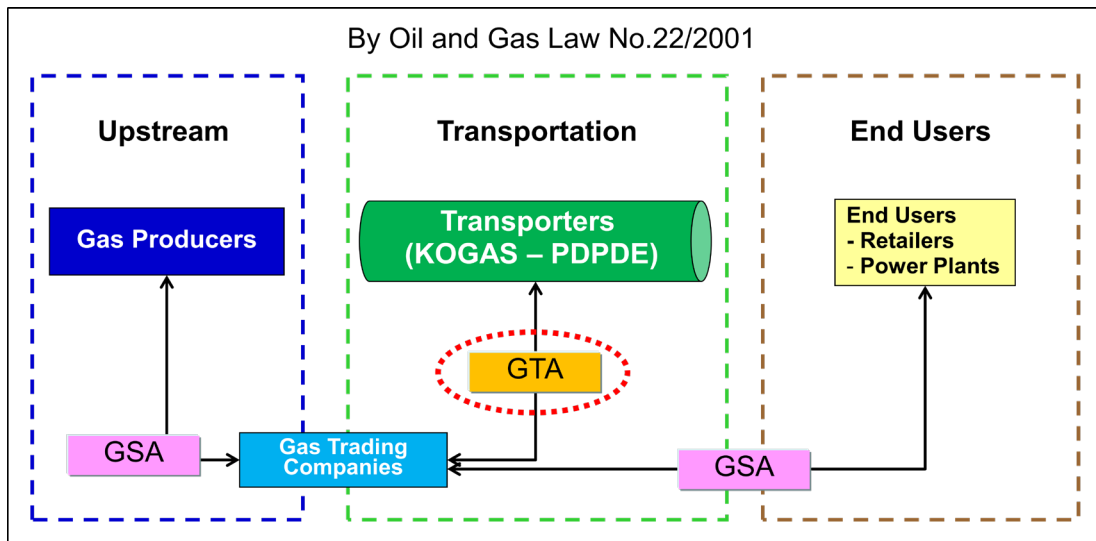 By Oil and Gas Law No.22/2001
Upstream
Transportation
End Users
Gas Producers
Transporters
(KOGAS – PDPDE)
End Users
- Retailers
- Power Plants
GTA
GSA
Gas Trading
Companies
GSA